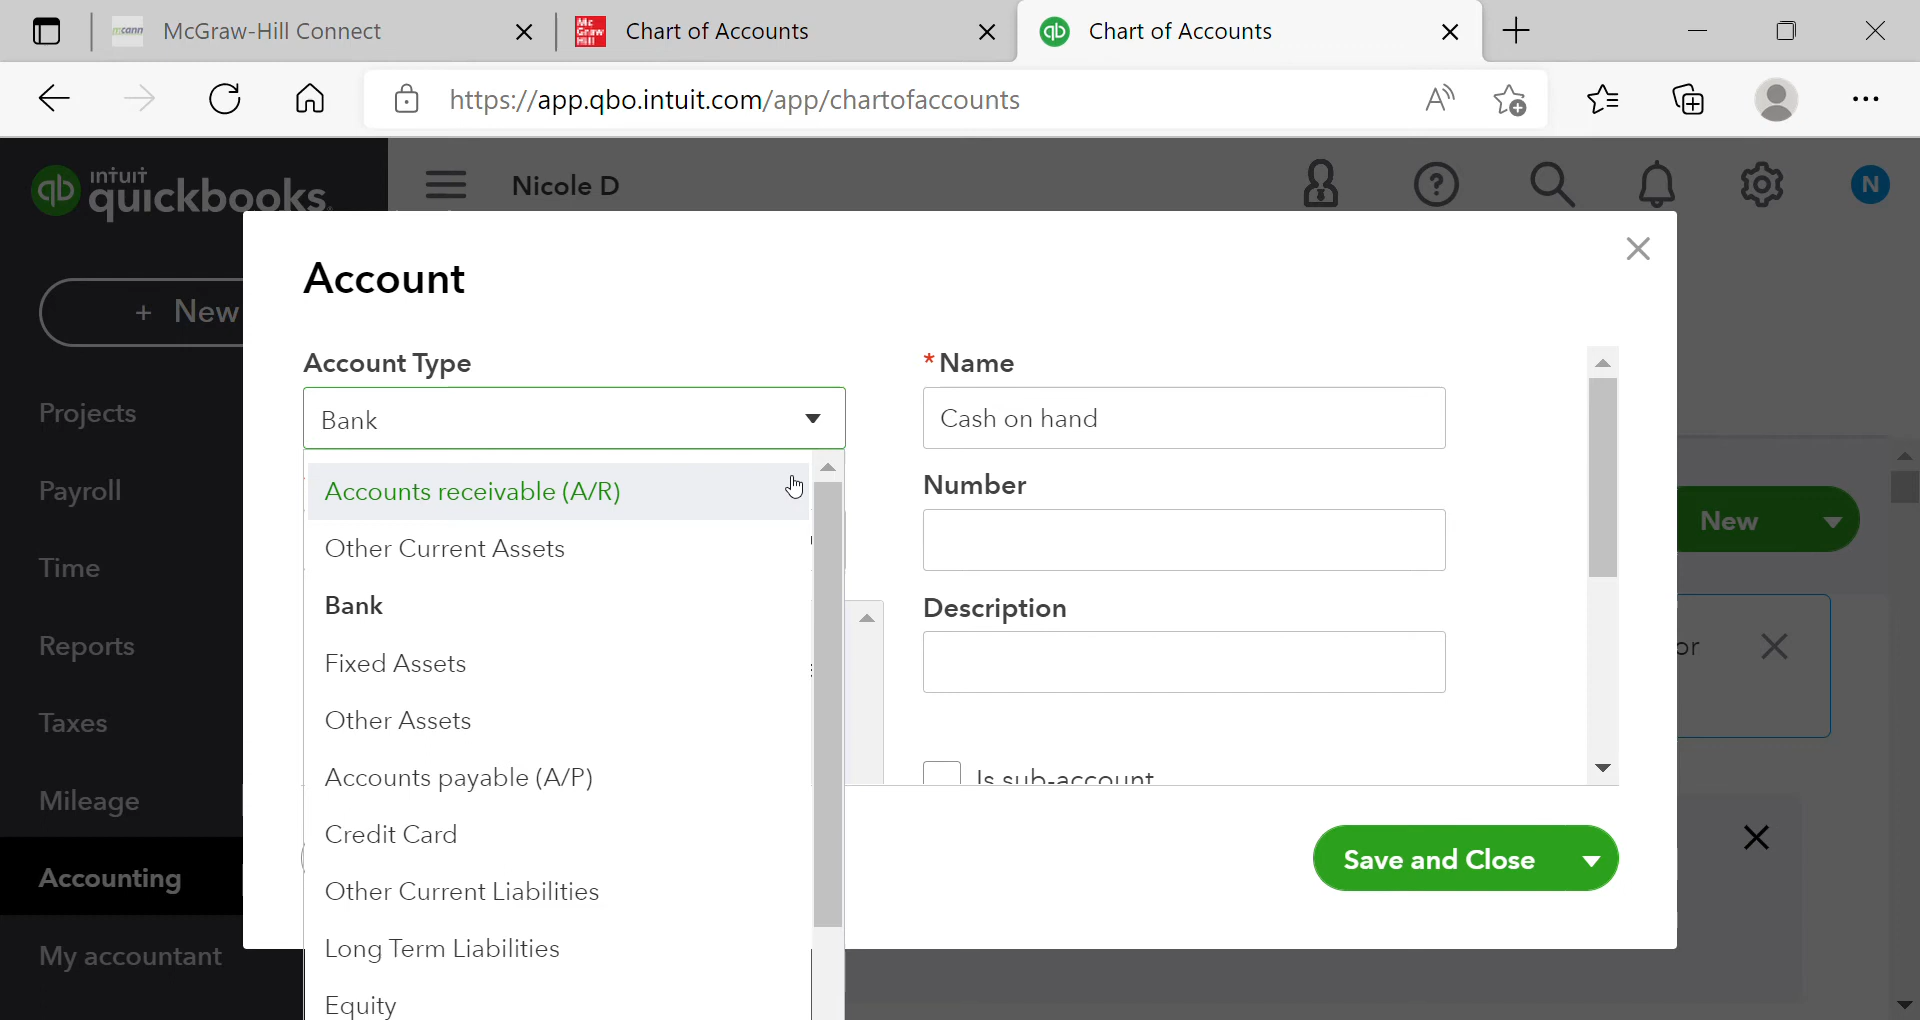 McGraw-Hill Connect
Chart of Accounts
Chart of Accounts
https://app.qbo.intuit.com/app/chartofaccounts
intuit
quickbooks.
Nicole D
N
+ New
Projects
Payroll
Time
Reports
Taxes
Mileage
Accounting
My accountant
Account
Account Type
Bank
Accounts receivable (A/R)
Other Current Assets
Bank
Fixed Assets
Other Assets
Accounts payable (A/P)
Credit Card
Other Current Liabilities
Long Term Liabilities
Equity
* Name
Cash on hand
Number
Description
Is sub-account
Save and Close
New
or